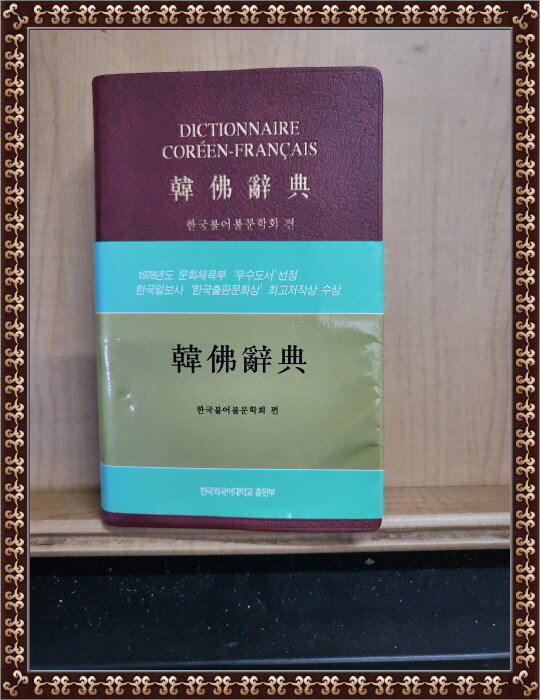 DICTIONNAIRE
CORÉEN-FRANÇAIS
韓佛辭典
한국불어불문학회 편
1978년도 문화체육부 '우수도서' 선정
한국일보사 '한국출판문화상' 최고저작상 수상
韓佛辭典
한국불어불문학회 편
한국외국어대학교 출판부